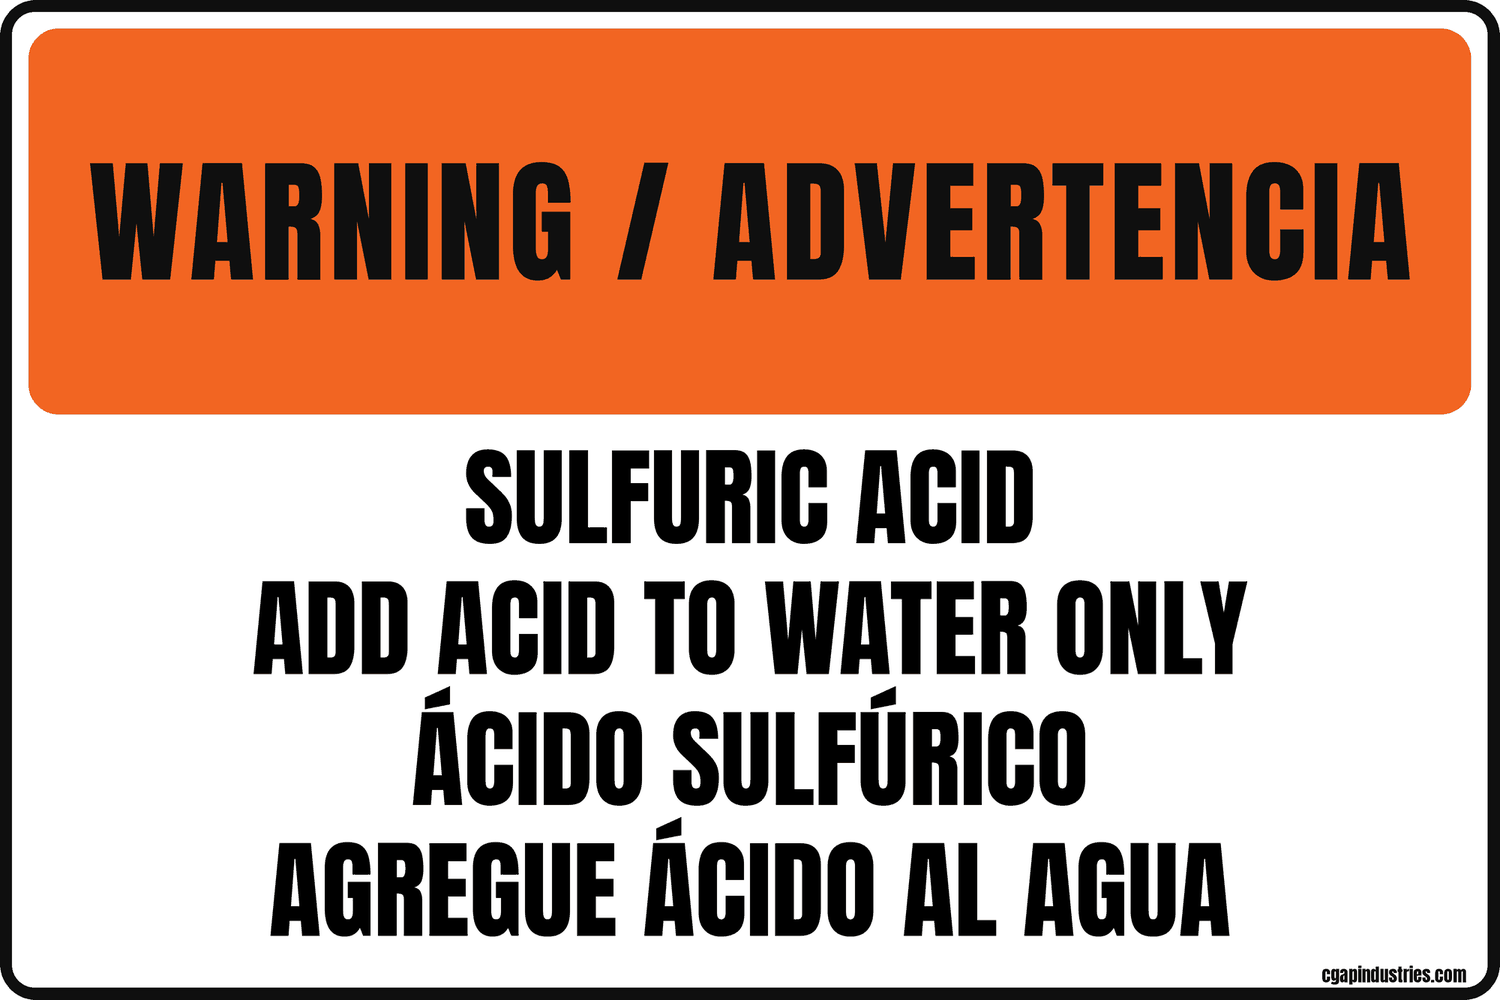 WARNING / ADVERTENCIA
SULFURIC ACID
ADD ACID TO WATER ONLY
ÁCIDO SULFÚRICO
AGREGUE ÁCIDO AL AGUA
cgapindustries.com